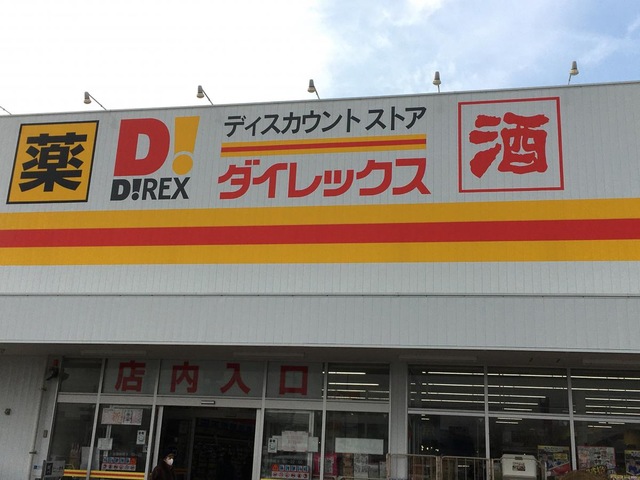 薬
D!
D!REX
ディスカウント ストア
ダイレックス
酒
店内入口